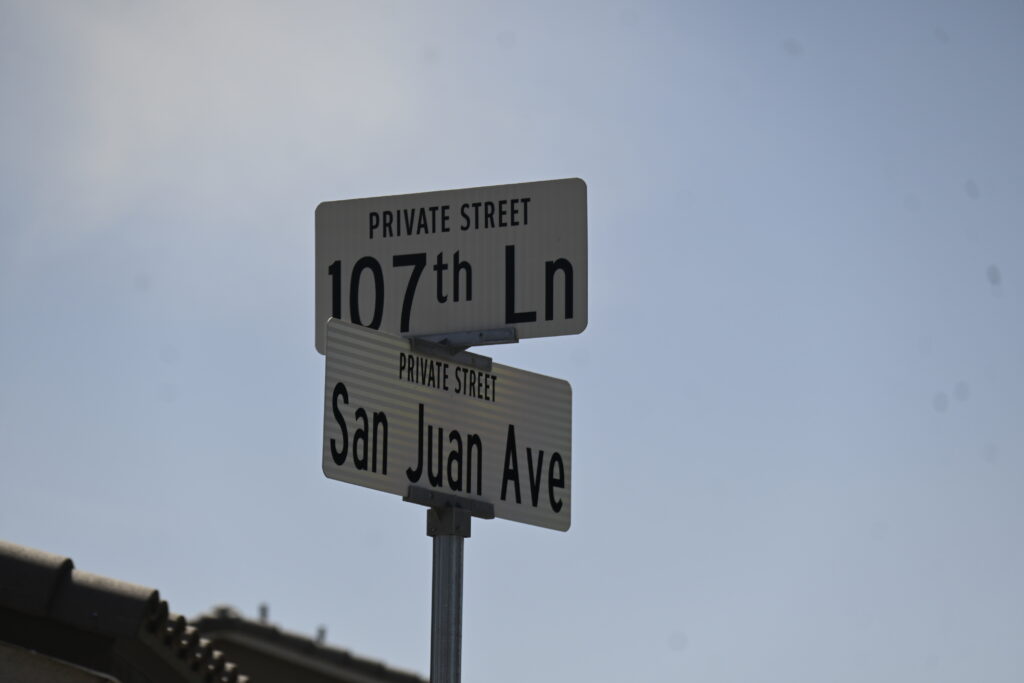 PRIVATE STREET
107th Ln
PRIVATE STREET
San Juan Ave